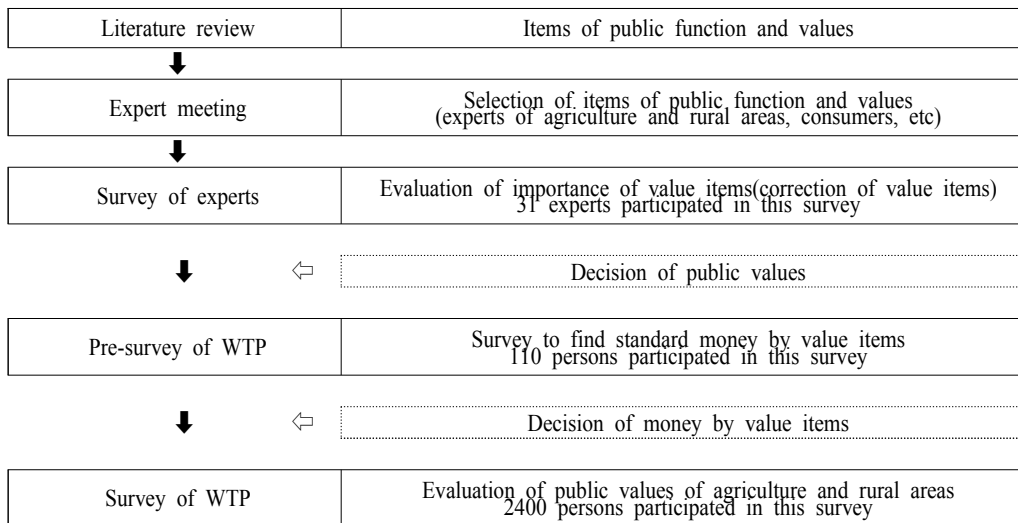 Literature review
Items of public function and values
Expert meeting
Selection of items of public function and values
(experts of agriculture and rural areas, consumers, etc)
Survey of experts
Evaluation of importance of value items(correction of value items)
31 experts participated in this survey
Decision of public values
Pre-survey of WTP
Survey to find standard money by value items
110 persons participated in this survey
Decision of money by value items
Survey of WTP
Evaluation of public values of agriculture and rural areas
2400 persons participated in this survey